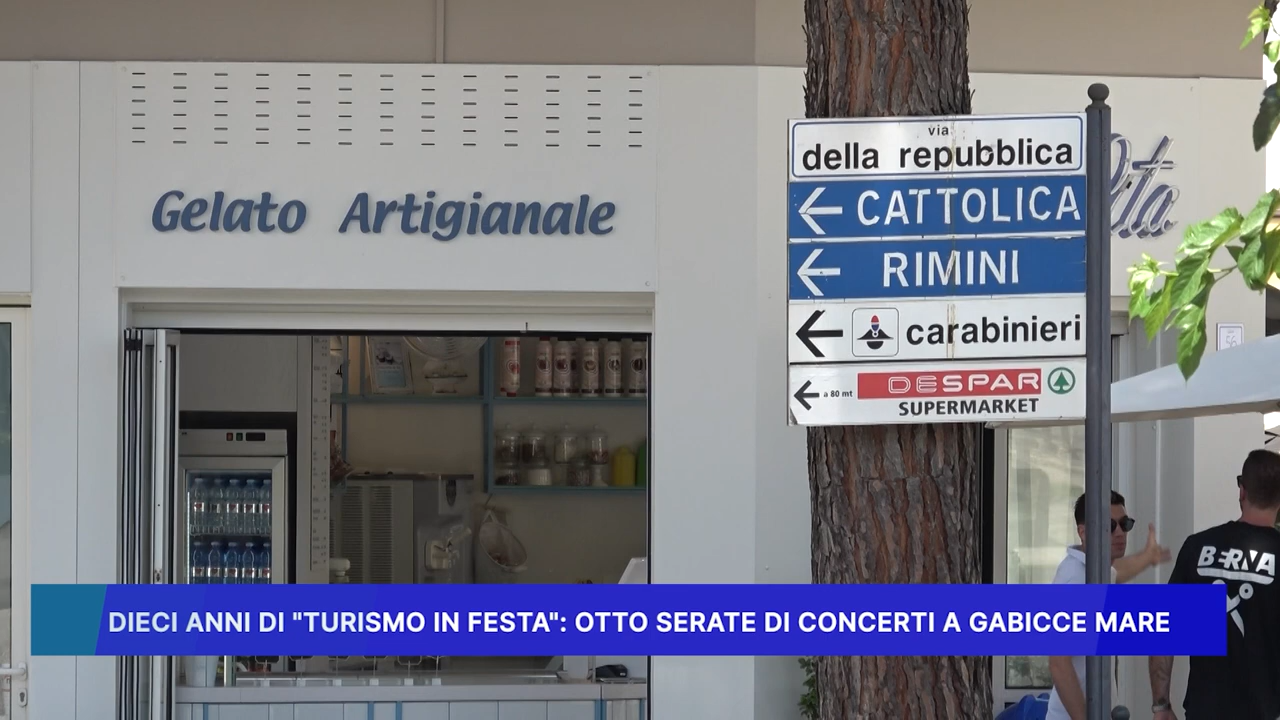 Gelato Artigianale
via
della repubblica
CATTOLICA
RIMINI
carabinieri
a 80 mt DESPAR
SUPERMARKET
56
BERNA
DIECI ANNI DI "TURISMO IN FESTA": OTTO SERATE DI CONCERTI A GABICCE MARE